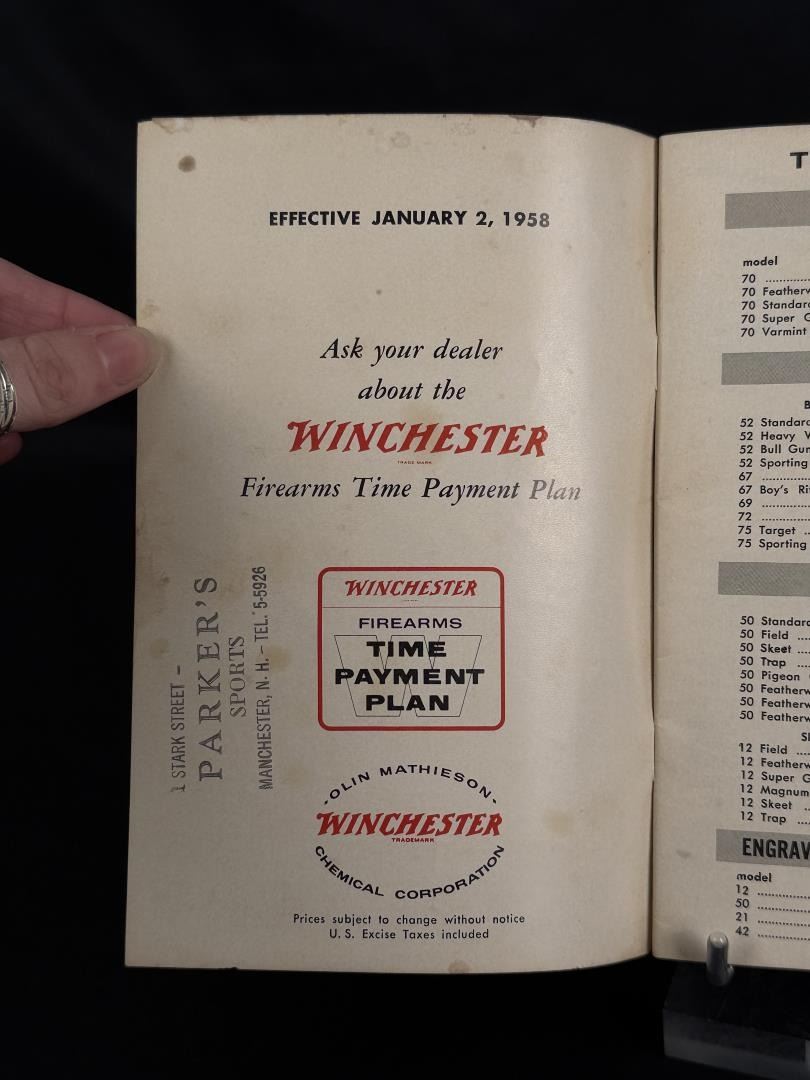 EFFECTIVE JANUARY 2, 1958
Ask your dealer
about the
WINCHESTER
TRADE MARK
Firearms Time Payment Plan
1 STARK STREET –
PARKER'S
SPORTS
MANCHESTER, N. H. – TEL. 5-5926
WINCHESTER
FIREARMS
TIME
PAYMENT
PLAN
OLIN MATHIESON
WINCHESTER
TRADEMARK
CHEMICAL CORPORATION
Prices subject to change without notice
U. S. Excise Taxes included
T
model
70 ..........
70 Featherw
70 Standard
70 Super G
70 Varmint
B
52 Standard
52 Heavy V
52 Bull Gun
52 Sporting
67 ..........
67 Boy's Ri
69 ..........
72 ..........
75 Target ..
75 Sporting
50 Standard
50 Field ....
50 Skeet ....
50 Trap ....
50 Pigeon
50 Featherw
50 Featherw
50 Featherw
12 Field ....
12 Featherw
12 Super G
12 Magnum
12 Skeet ..
12 Trap ....
ENGRAV
model
12 ..........
50 ..........
21 ..........
42 ..........